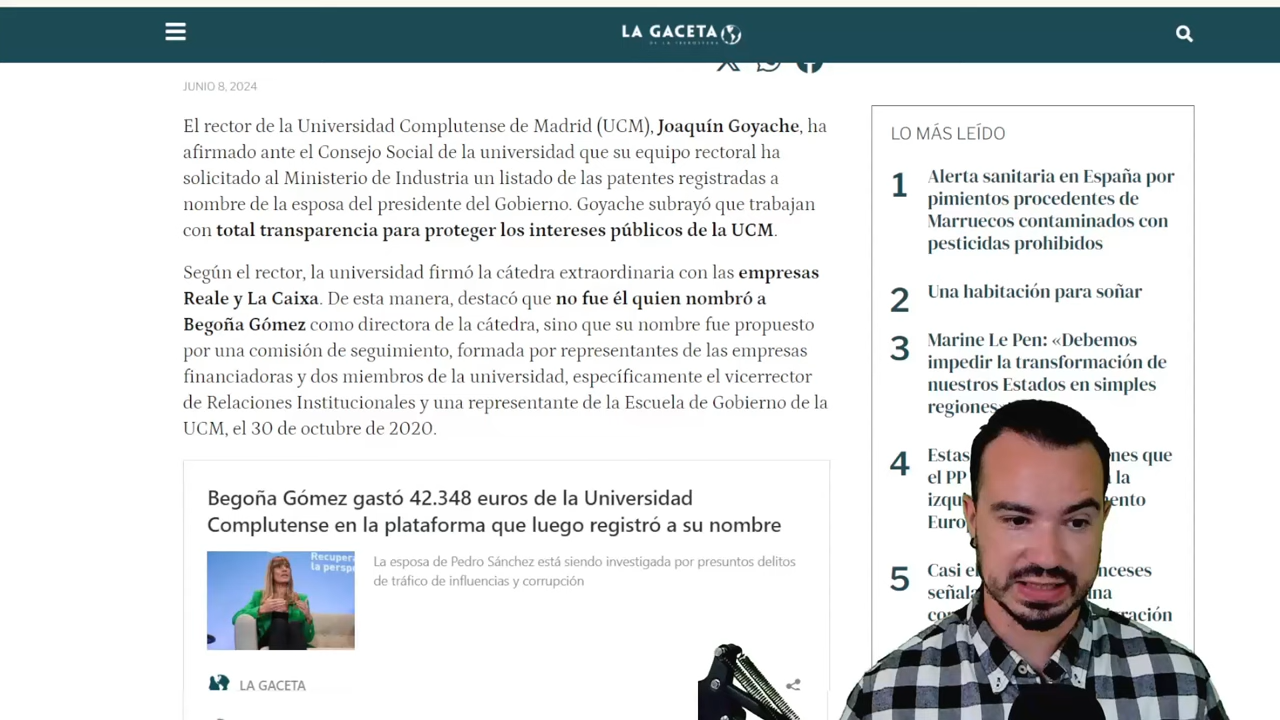 LA GACETA
JUNIO 8, 2024
El rector de la Universidad Complutense de Madrid (UCM), Joaquín Goyache, ha
afirmado ante el Consejo Social de la universidad que su equipo rectoral ha
solicitado al Ministerio de Industria un listado de las patentes registradas a
nombre de la esposa del presidente del Gobierno. Goyache subrayó que trabajan
con total transparencia para proteger los intereses públicos de la UCM.
Según el rector, la universidad firmó la cátedra extraordinaria con las empresas
Reale y La Caixa. De esta manera, destacó que no fue él quien nombró a
Begoña Gómez como directora de la cátedra, sino que su nombre fue propuesto
por una comisión de seguimiento, formada por representantes de las empresas
financiadoras y dos miembros de la universidad, específicamente el vicerrector
de Relaciones Institucionales y una representante de la Escuela de Gobierno de la
UCM, el 30 de octubre de 2020.
Begoña Gómez gastó 42.348 euros de la Universidad
Complutense en la plataforma que luego registró a su nombre
Recupera
la persp
La esposa de Pedro Sánchez está siendo investigada por presuntos delitos
de tráfico de influencias y corrupción
LA GACETA
LO MÁS LEÍDO
1 Alerta sanitaria en España por
pimientos procedentes de
Marruecos contaminados con
pesticidas prohibidos
2 Una habitación para soñar
3 Marine Le Pen: «Debemos
impedir la transformación de
nuestros Estados en simples
regiones
4 Estas nes que
el PP la
izqu ento
Euro
5 Casi el nceses
señala una
co ración